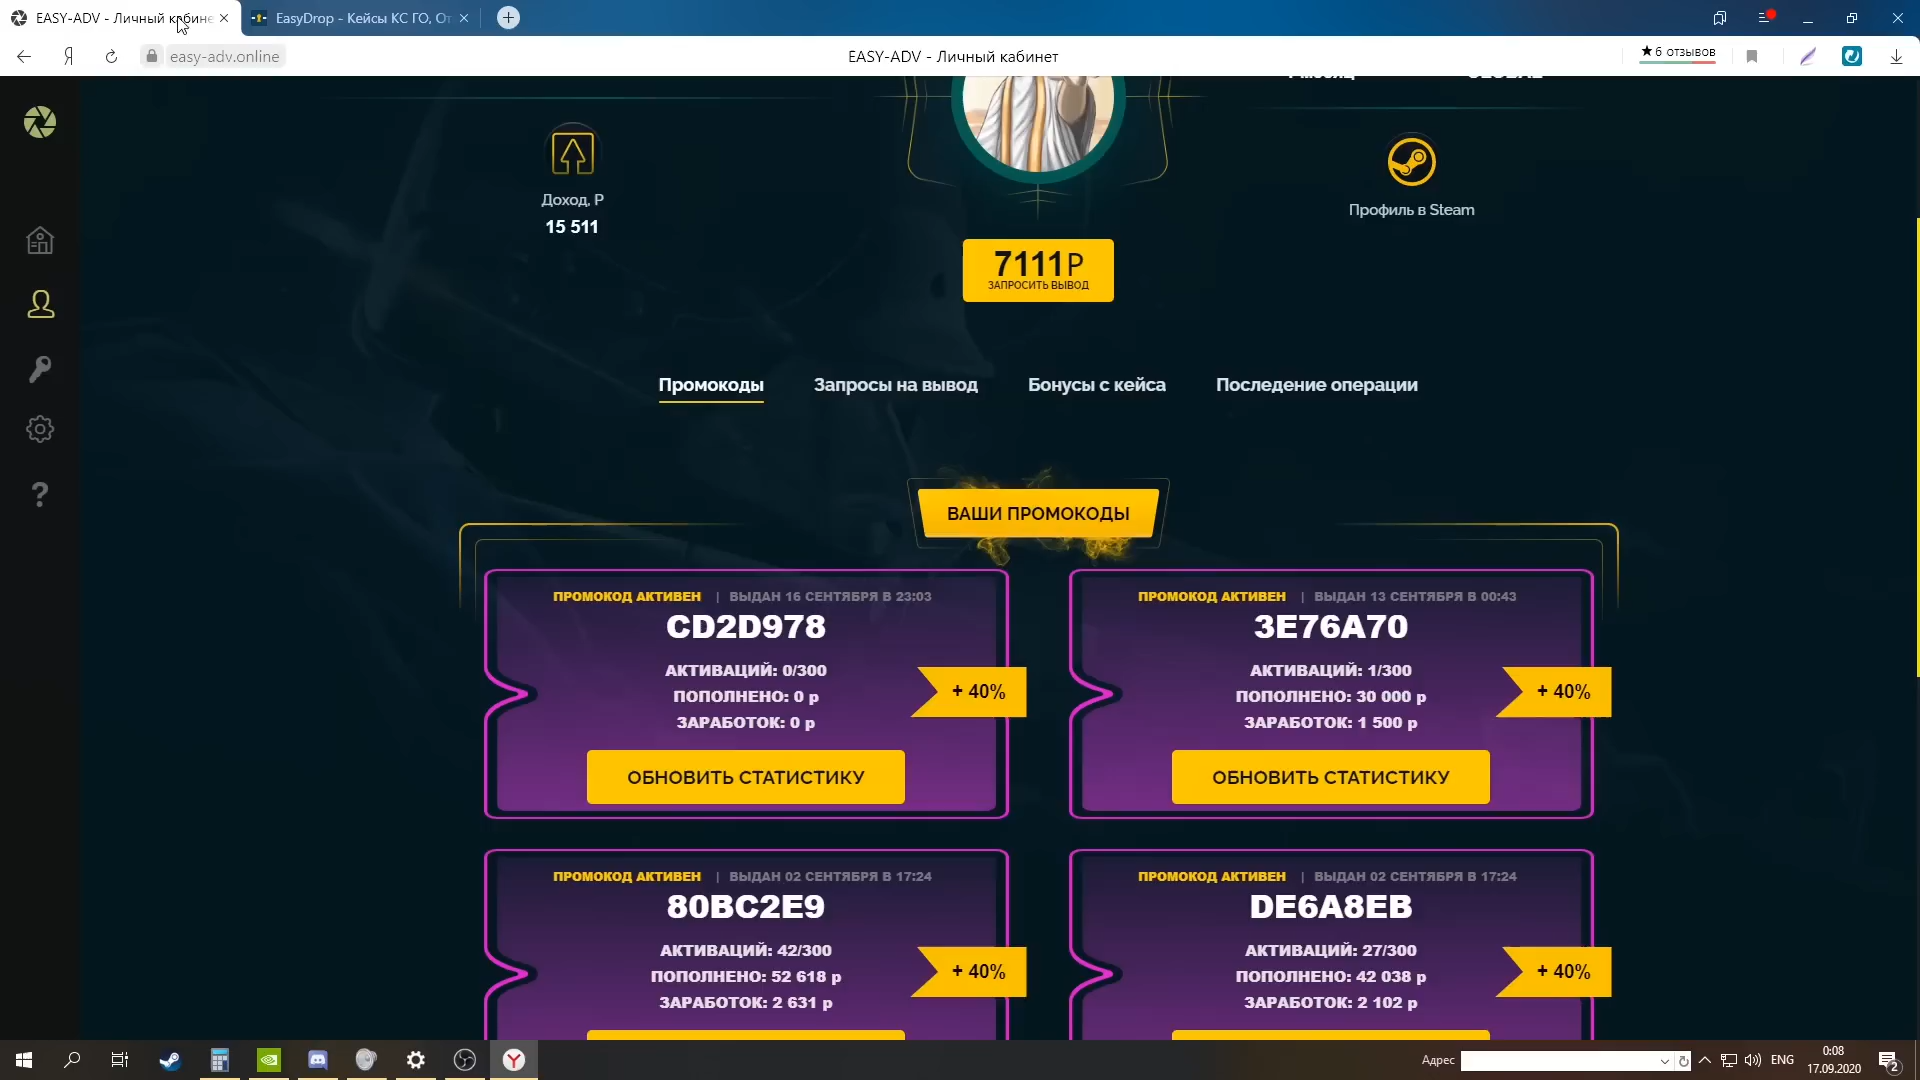 EASY-ADV - Личный кабине
EasyDrop - Кейсы КС ГО, От
Я
easy-adv.online
EASY-ADV - Личный кабинет
★6 отзывов
Доход, Р
15 511
Профиль в Steam
7111Р
ЗАПРОСИТЬ ВЫВОД
Промокоды
Запросы на вывод
Бонусы с кейса
Последение операции
ВАШИ ПРОМОКОДЫ
ПРОМОКОД АКТИВЕН | ВЫДАН 16 СЕНТЯБРЯ В 23:03
CD2D978
АКТИВАЦИЙ: 0/300
ПОПОЛНЕНО: 0 р
ЗАРАБОТОК: 0 р
+ 40%
ОБНОВИТЬ СТАТИСТИКУ
ПРОМОКОД АКТИВЕН | ВЫДАН 13 СЕНТЯБРЯ В 00:43
3E76A70
АКТИВАЦИЙ: 1/300
ПОПОЛНЕНО: 30 000 р
ЗАРАБОТОК: 1 500 р
+ 40%
ОБНОВИТЬ СТАТИСТИКУ
ПРОМОКОД АКТИВЕН | ВЫДАН 02 СЕНТЯБРЯ В 17:24
80BC2E9
АКТИВАЦИЙ: 42/300
ПОПОЛНЕНО: 52 618 р
ЗАРАБОТОК: 2 631 р
+ 40%
ПРОМОКОД АКТИВЕН | ВЫДАН 02 СЕНТЯБРЯ В 17:24
DE6A8EB
АКТИВАЦИЙ: 27/300
ПОПОЛНЕНО: 42 038 р
ЗАРАБОТОК: 2 102 р
+ 40%
Адрес
ENG
0:08
17.09.2020
2